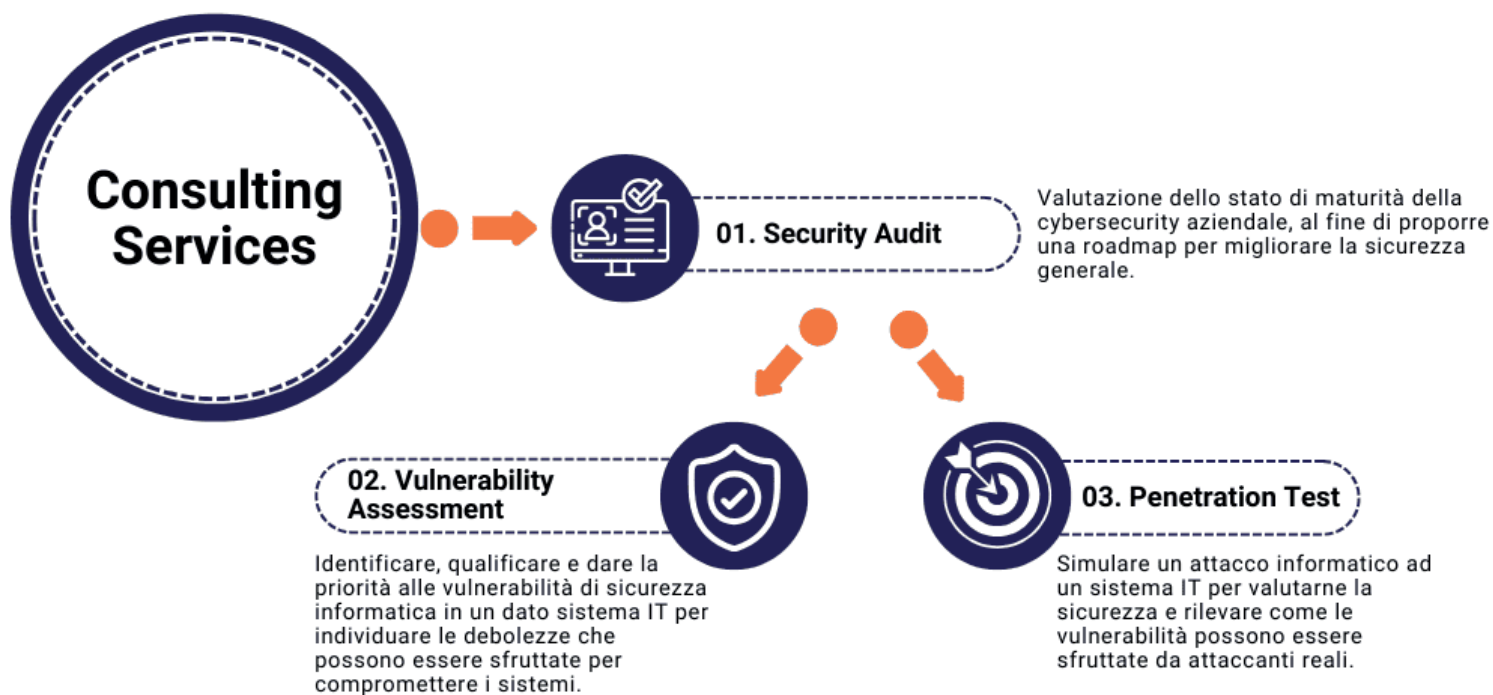 Consulting
Services
01. Security Audit
Valutazione dello stato di maturità della
cybersecurity aziendale, al fine di proporre
una roadmap per migliorare la sicurezza
generale.
02. Vulnerability
Assessment
Identificare, qualificare e dare la
priorità alle vulnerabilità di sicurezza
informatica in un dato sistema IT per
individuare le debolezze che
possono essere sfruttate per
compromettere i sistemi.
03. Penetration Test
Simulare un attacco informatico ad
un sistema IT per valutarne la
sicurezza e rilevare come le
vulnerabilità possono essere
sfruttate da attaccanti reali.